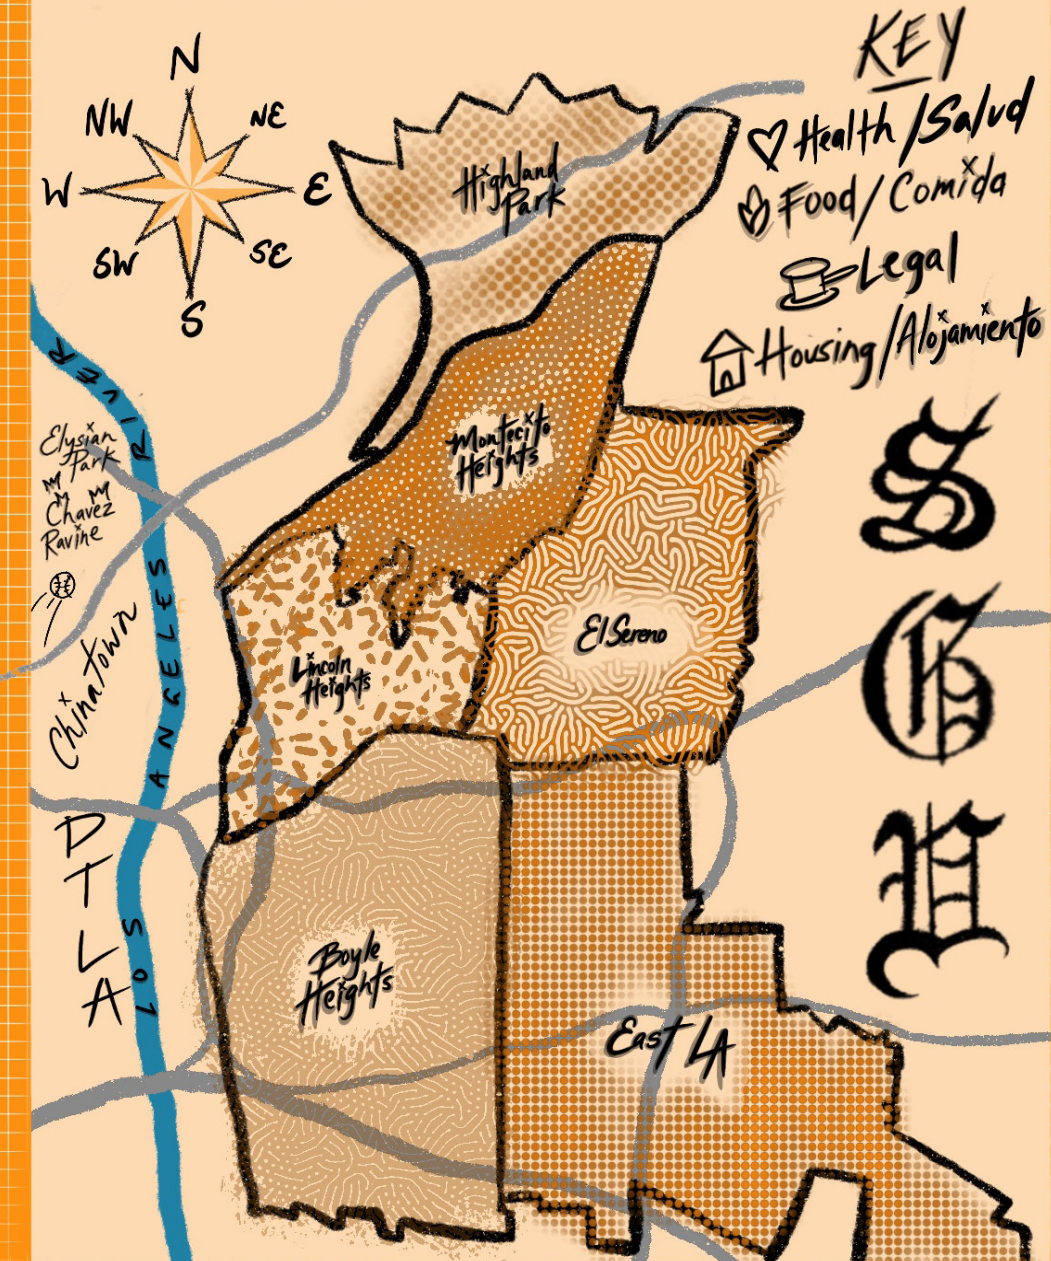 N
NW
NE
W
E
SW
SE
S
KEY
Health/Salud
Food/Comida
Legal
Housing/Alojamiento
Highland
Park
Montecito
Heights
El Sereno
Lincoln
Heights
Boyle
Heights
East LA
LOS ANGELES RIVER
Elysian
Park
Chavez
Ravine
Chinatown
DTLA
SGV